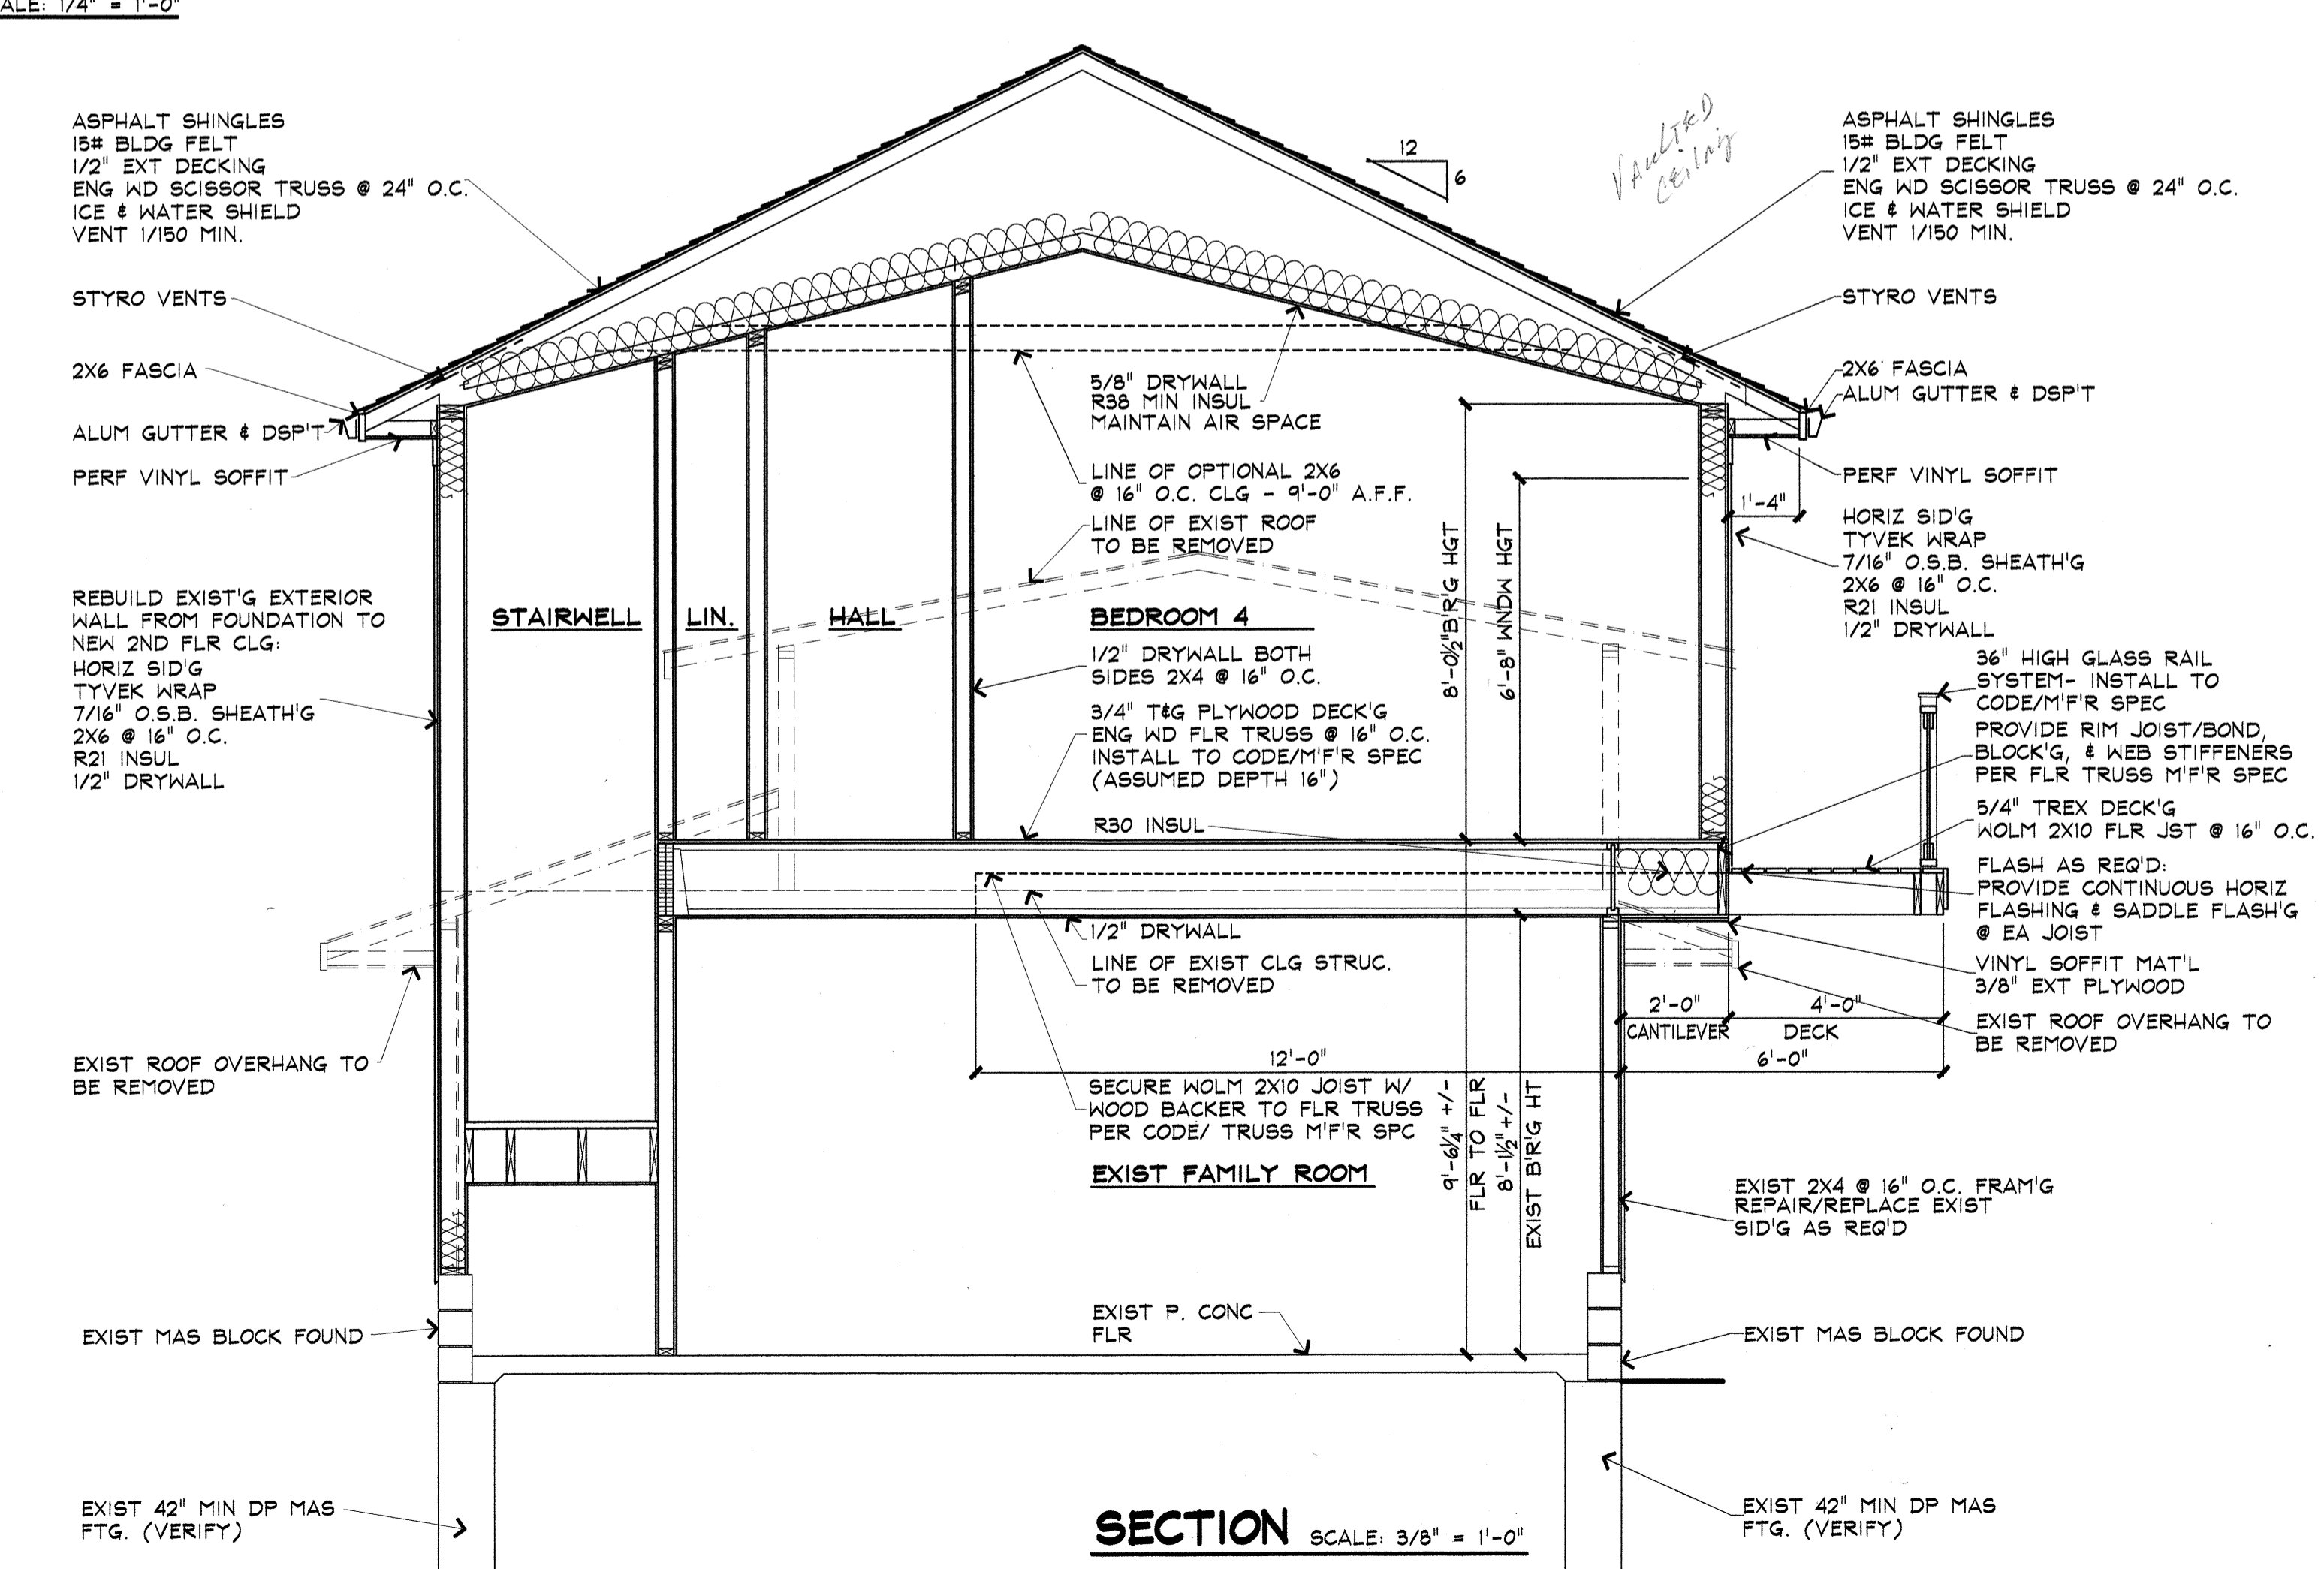 ALE: 1/4" = 1'-0"
ASPHALT SHINGLES
15# BLDG FELT
1/2" EXT DECKING
ENG WD SCISSOR TRUSS @ 24" O.C.
ICE & WATER SHIELD
VENT 1/150 MIN.
STYRO VENTS
2X6 FASCIA
ALUM GUTTER & DSP'T
PERF VINYL SOFFIT
REBUILD EXIST'G EXTERIOR
WALL FROM FOUNDATION TO
NEW 2ND FLR CLG:
HORIZ SID'G
TYVEK WRAP
7/16" O.S.B. SHEATH'G
2X6 @ 16" O.C.
R21 INSUL
1/2" DRYWALL
EXIST ROOF OVERHANG TO
BE REMOVED
EXIST MAS BLOCK FOUND
EXIST 42" MIN DP MAS
FTG. (VERIFY)
12
6
VAULTED
CEILING
5/8" DRYWALL
R38 MIN INSUL
MAINTAIN AIR SPACE
LINE OF OPTIONAL 2X6
@ 16" O.C. CLG - 9'-0" A.F.F.
LINE OF EXIST ROOF
TO BE REMOVED
STAIRWELL
LIN.
HALL
BEDROOM 4
1/2" DRYWALL BOTH
SIDES 2X4 @ 16" O.C.
3/4" T&G PLYWOOD DECK'G
ENG WD FLR TRUSS @ 16" O.C.
INSTALL TO CODE/M'F'R SPEC
(ASSUMED DEPTH 16")
R30 INSUL
8'-0½" B'R'G HGT
6'-8" WNDW HGT
1/2" DRYWALL
LINE OF EXIST CLG STRUC.
TO BE REMOVED
12'-0"
SECURE WOLM 2X10 JOIST W/
WOOD BACKER TO FLR TRUSS
PER CODE/ TRUSS M'F'R SPC
EXIST FAMILY ROOM
9'-6¼" +/-
FLR TO FLR
8'-1½" +/-
EXIST B'R'G HT
EXIST P. CONC
FLR
SECTION SCALE: 3/8" = 1'-0"
ASPHALT SHINGLES
15# BLDG FELT
1/2" EXT DECKING
ENG WD SCISSOR TRUSS @ 24" O.C.
ICE & WATER SHIELD
VENT 1/150 MIN.
STYRO VENTS
2X6 FASCIA
ALUM GUTTER & DSP'T
PERF VINYL SOFFIT
1'-4"
HORIZ SID'G
TYVEK WRAP
7/16" O.S.B. SHEATH'G
2X6 @ 16" O.C.
R21 INSUL
1/2" DRYWALL
36" HIGH GLASS RAIL
SYSTEM- INSTALL TO
CODE/M'F'R SPEC
PROVIDE RIM JOIST/BOND,
BLOCK'G, & WEB STIFFENERS
PER FLR TRUSS M'F'R SPEC
5/4" TREX DECK'G
WOLM 2X10 FLR JST @ 16" O.C.
FLASH AS REQ'D:
PROVIDE CONTINUOUS HORIZ
FLASHING & SADDLE FLASH'G
@ EA JOIST
VINYL SOFFIT MAT'L
3/8" EXT PLYWOOD
2'-0"
CANTILEVER
4'-0"
DECK
6'-0"
EXIST ROOF OVERHANG TO
BE REMOVED
EXIST 2X4 @ 16" O.C. FRAM'G
REPAIR/REPLACE EXIST
SID'G AS REQ'D
EXIST MAS BLOCK FOUND
EXIST 42" MIN DP MAS
FTG. (VERIFY)